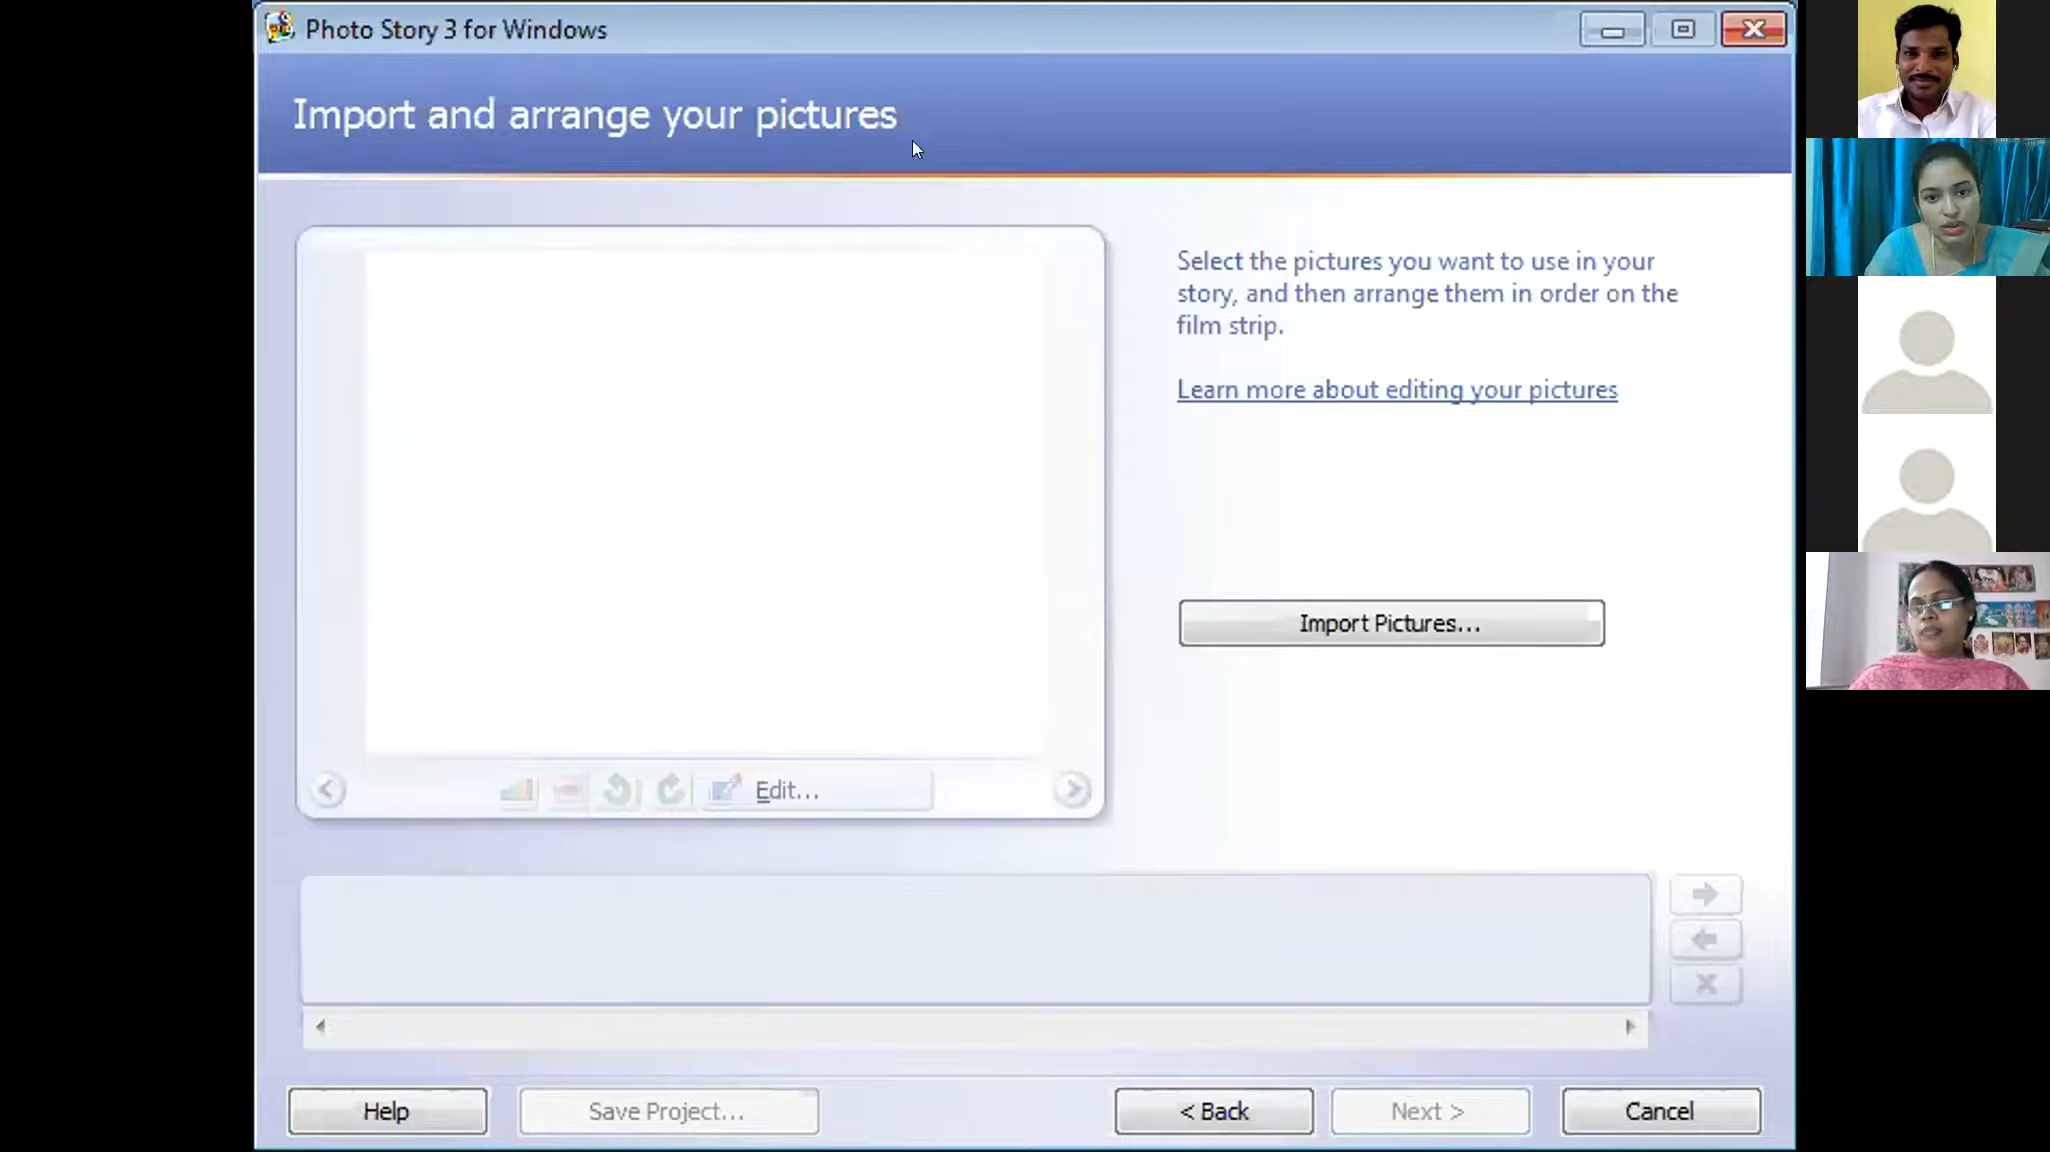 Photo Story 3 for Windows
Import and arrange your pictures
Select the pictures you want to use in your
story, and then arrange them in order on the
film strip.
Learn more about editing your pictures
Import Pictures...
Edit...
Help
Save Project...
< Back
Next >
Cancel